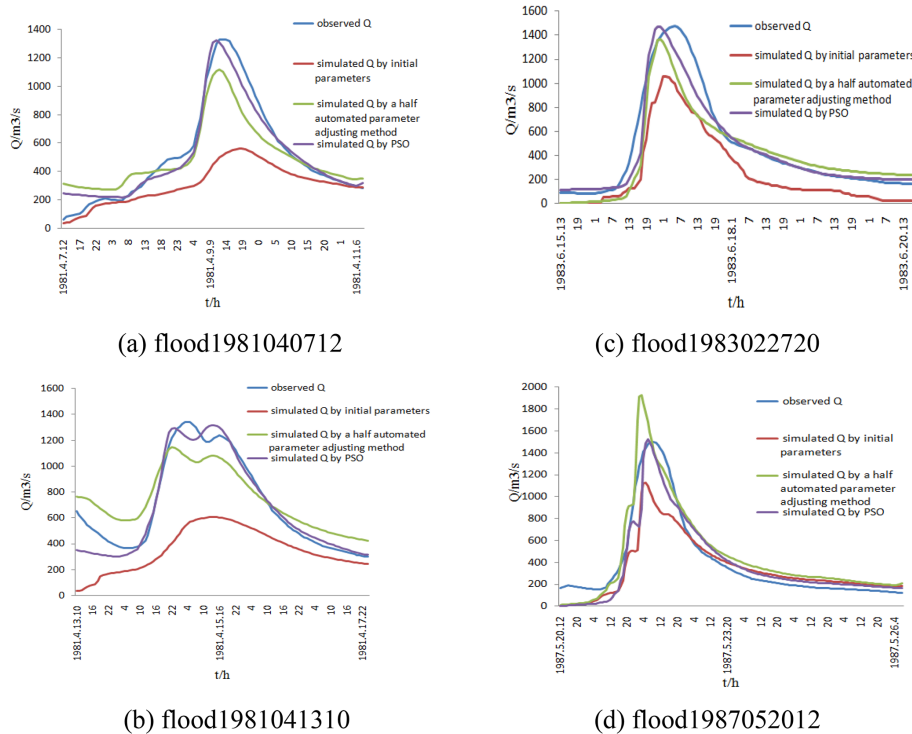 observed Q
simulated Q by initial
parameters
simulated Q by a half
automated parameter
adjusting method
simulated Q by PSO
Q/m3/s
1400
1200
1000
800
600
400
200
0
1981.4.7.12 17 22 3 8 13 18 23 4 1981.4.9.9 14 19 0 5 10 15 20 1 1981.4.11.6
t/h
(a) flood1981040712
observed Q
simulated Q by initial parameters
simulated Q by a half automated
parameter adjusting method
simulated Q by PSO
Q/m3/s
1600
1400
1200
1000
800
600
400
200
0
1983.6.15.13 19 1 7 13 19 1 7 13 19 1983.6.18.1 7 13 19 1 7 13 19 1 7 1983.6.20.13
t/h
(c) flood1983022720
observed Q
simulated Q by initial parameters
simulated Q by a half automated
parameter adjusting method
simulated Q by PSO
Q/m3/s
1600
1400
1200
1000
800
600
400
200
0
1981.4.13.10 16 22 4 10 16 22 4 10 1981.4.15.16 22 4 10 16 22 4 10 16 1981.4.17.22
t/h
(b) flood1981041310
observed Q
simulated Q by initial
parameters
simulated Q by a half
automated parameter
adjusting method
simulated Q by PSO
Q/m3/s
2000
1800
1600
1400
1200
1000
800
600
400
200
0
1987.5.20.12 20 4 12 20 4 12 20 4 12 1987.5.23.20 4 12 20 4 12 20 4 12 20 1987.5.26.4
t/h
(d) flood1987052012